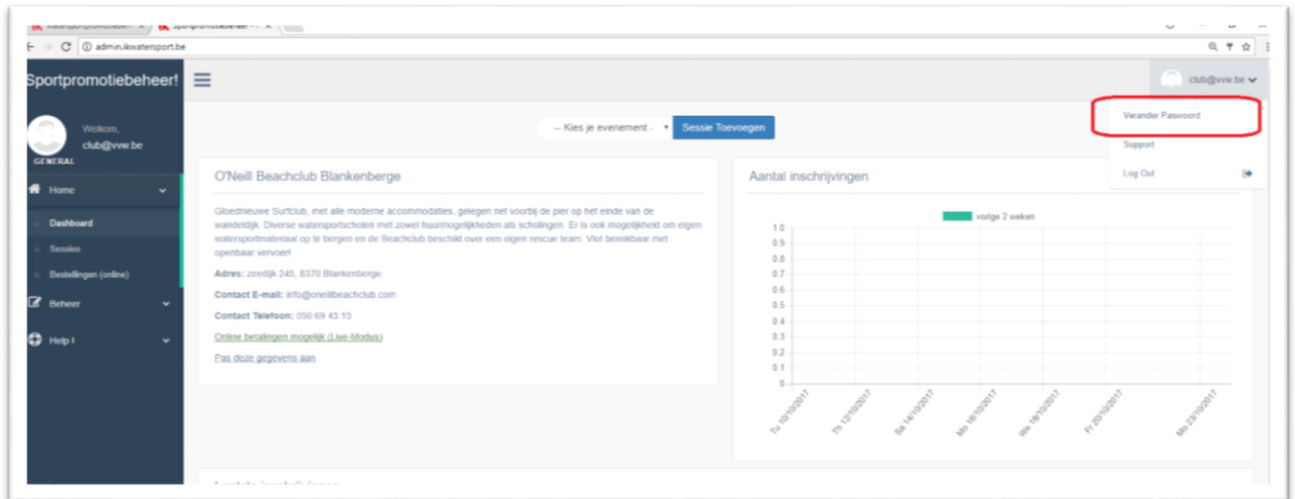 admin.ikwatersport.be
Sportpromotiebeheer!
club@vvw.be
Welkom,
club@vvw.be
GENERAL
Home
Dashboard
Sessies
Bestellingen (online)
Beheer
Help !
-- Kies je evenement -
Sessie Toevoegen
Verander Paswoord
Support
Log Out
O'Neill Beachclub Blankenberge
Gloednieuwe Surfclub, met alle moderne accommodaties, gelegen net voorbij de pier op het einde van de
wandeldijk. Diverse watersportscholen met zowel huurmogelijkheden als scholingen. Er is ook mogelijkheid om eigen
watersportmateriaal op te bergen en de Beachclub beschikt over een eigen rescue team. Vlot bereikbaar met
openbaar vervoer!
Adres: zeedijk 245, 8370 Blankenberge
Contact E-mail: info@oneillbeachclub.com
Contact Telefoon: 050 69 43 13
Online betalingen mogelijk (Live-Modus)
Pas deze gegevens aan
Aantal inschrijvingen
vorige 2 weken
1.0
0.9
0.8
0.7
0.6
0.5
0.4
0.3
0.2
0.1
0
Tu 10/10/2017
Th 12/10/2017
Sa 14/10/2017
Mo 16/10/2017
We 18/10/2017
Fr 20/10/2017
Mo 23/10/2017